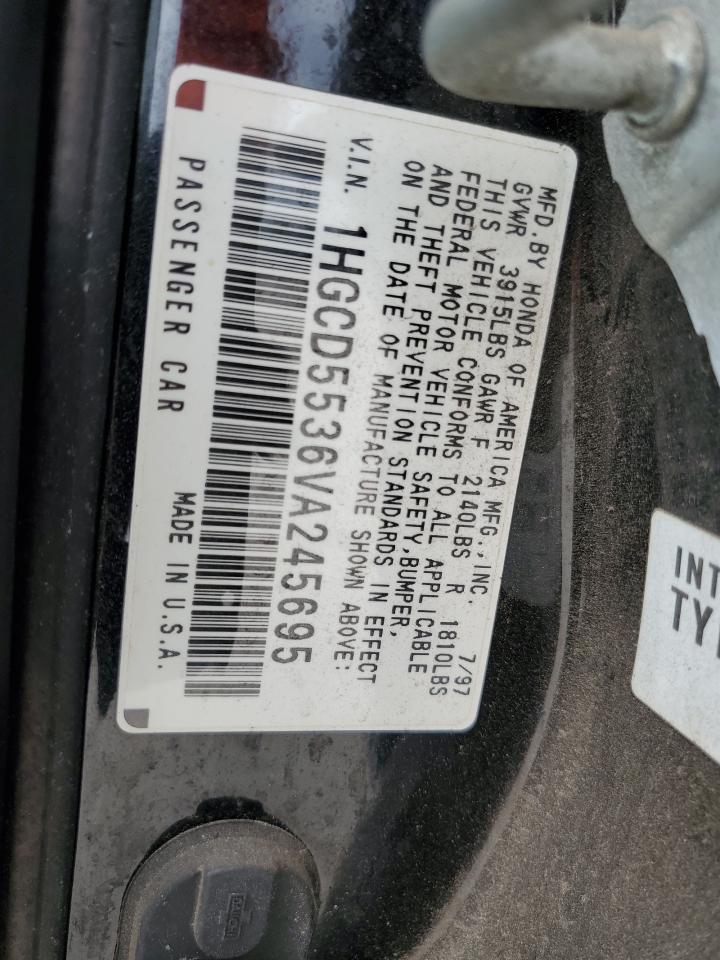 MFD. BY HONDA OF AMERICA MFG., INC. 7/97
GVWR 3915LBS GAWR F 2140LBS R 1810LBS
THIS VEHICLE CONFORMS TO ALL APPLICABLE
FEDERAL MOTOR VEHICLE SAFETY, BUMPER,
AND THEFT PREVENTION STANDARDS IN EFFECT
ON THE DATE OF MANUFACTURE SHOWN ABOVE:
V.I.N. 1HGCD5536VA245695
PASSENGER CAR MADE IN U.S.A.
INT
TY